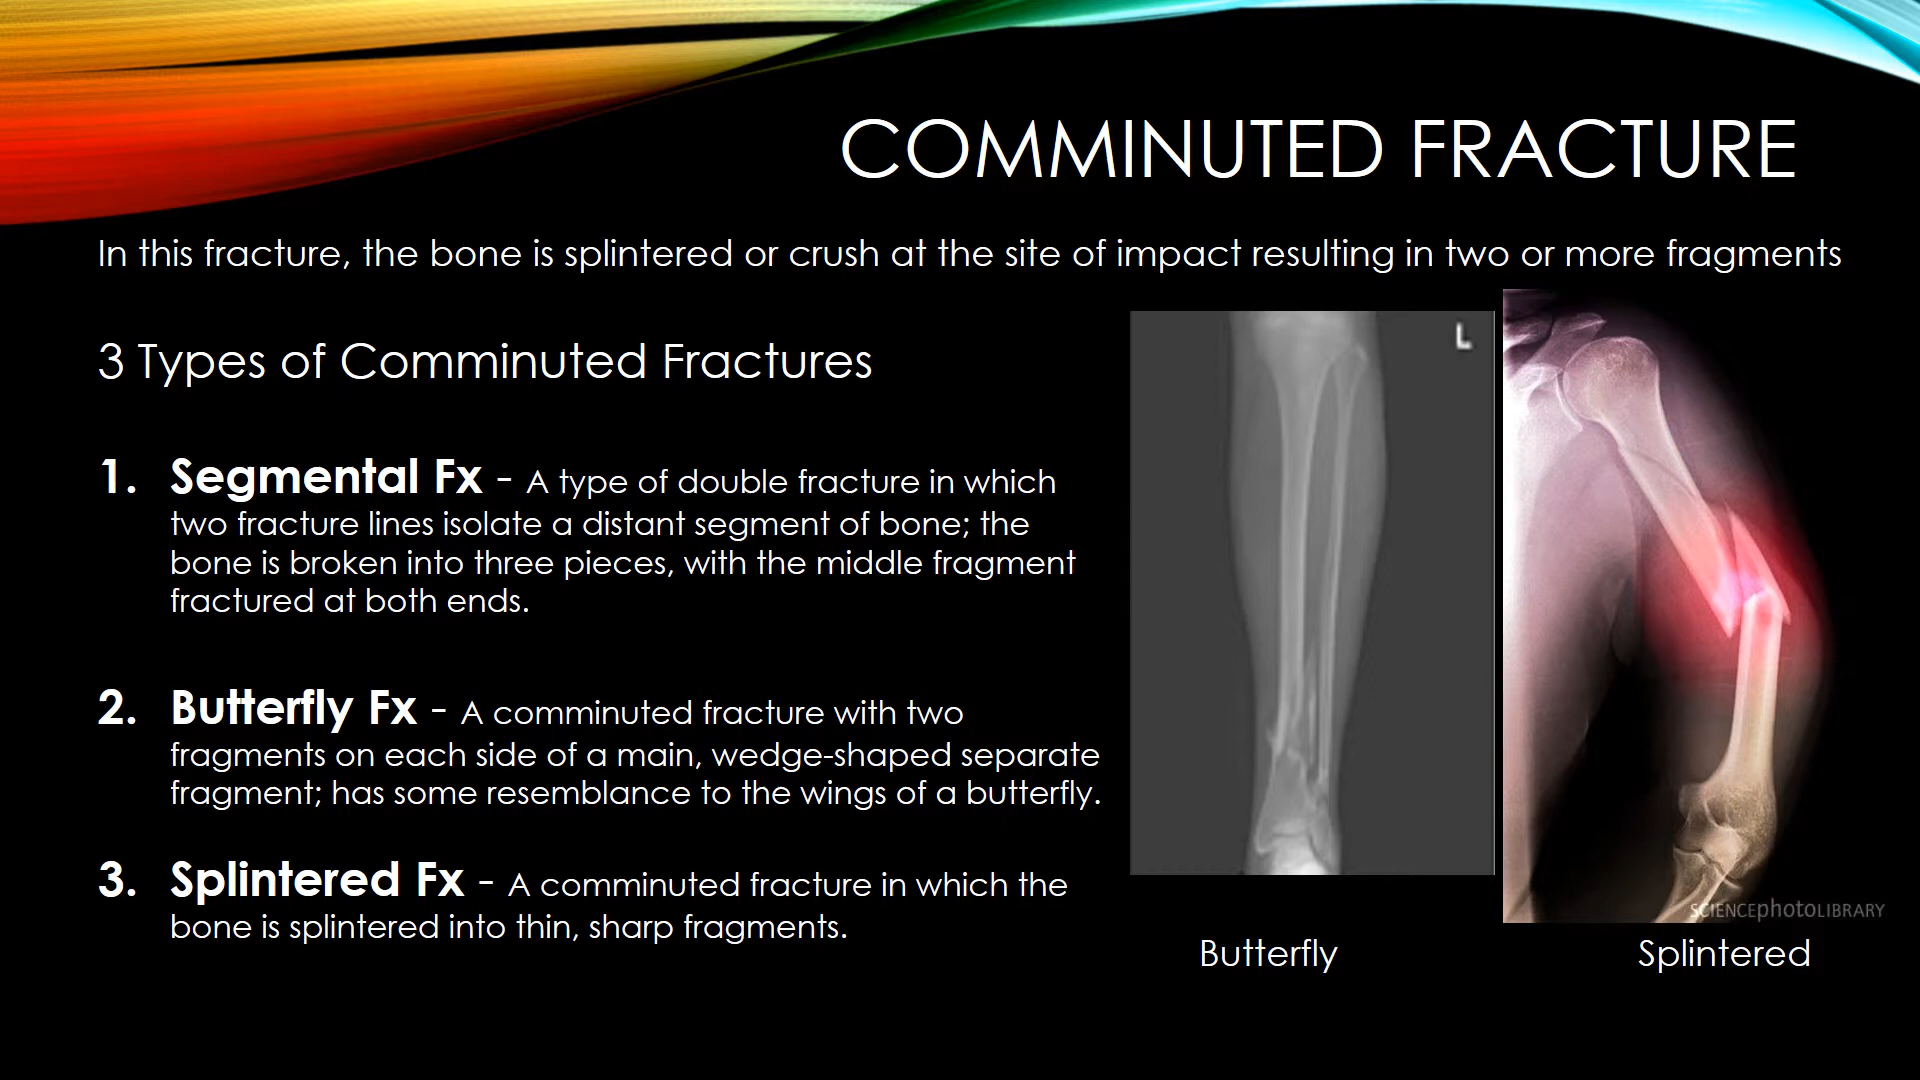 COMMINUTED FRACTURE
In this fracture, the bone is splintered or crush at the site of impact resulting in two or more fragments
3 Types of Comminuted Fractures
1. Segmental Fx - A type of double fracture in which
two fracture lines isolate a distant segment of bone; the
bone is broken into three pieces, with the middle fragment
fractured at both ends.
2. Butterfly Fx - A comminuted fracture with two
fragments on each side of a main, wedge-shaped separate
fragment; has some resemblance to the wings of a butterfly.
3. Splintered Fx - A comminuted fracture in which the
bone is splintered into thin, sharp fragments.
L
SCIENCEphotoLIBRARY
Butterfly
Splintered